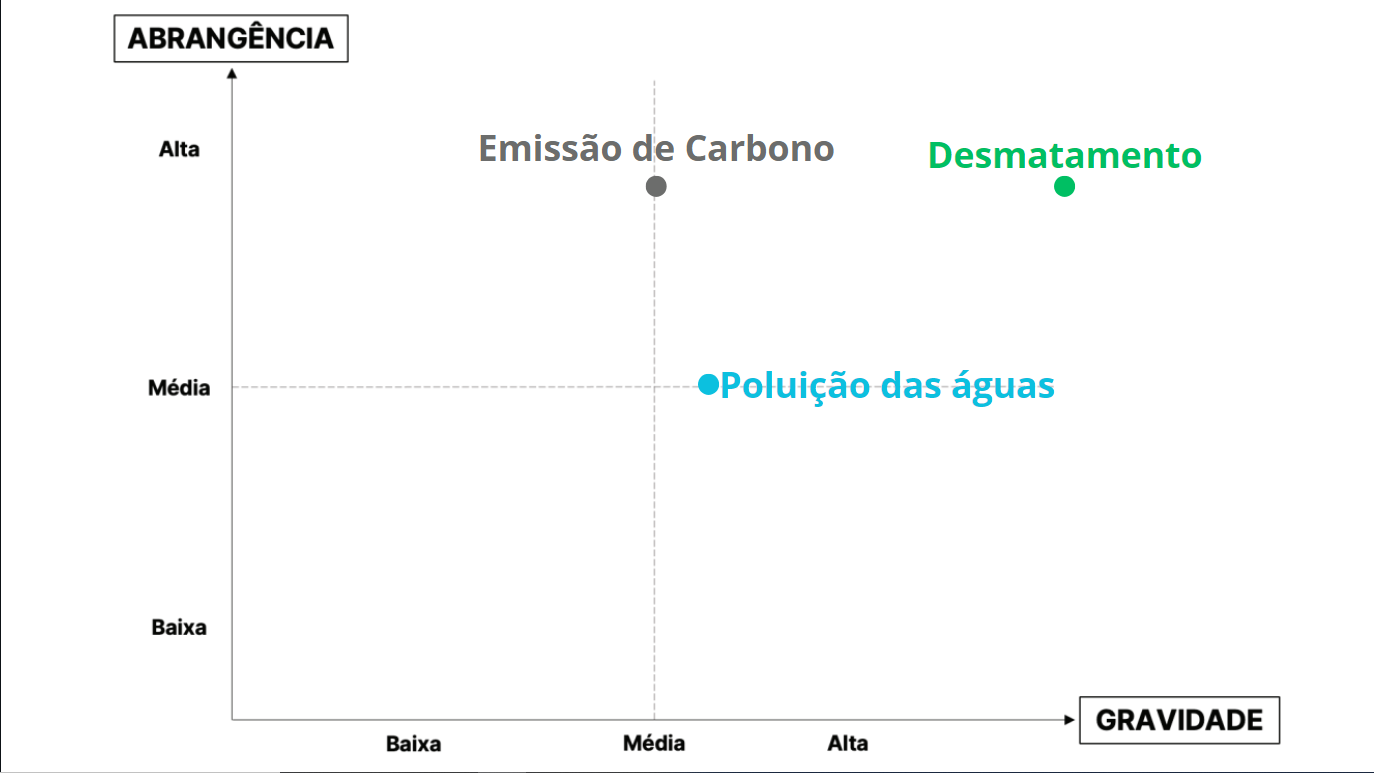 ABRANGÊNCIA
Alta
Emissão de Carbono
Desmatamento
Média
Poluição das águas
Baixa
GRAVIDADE
Baixa
Média
Alta